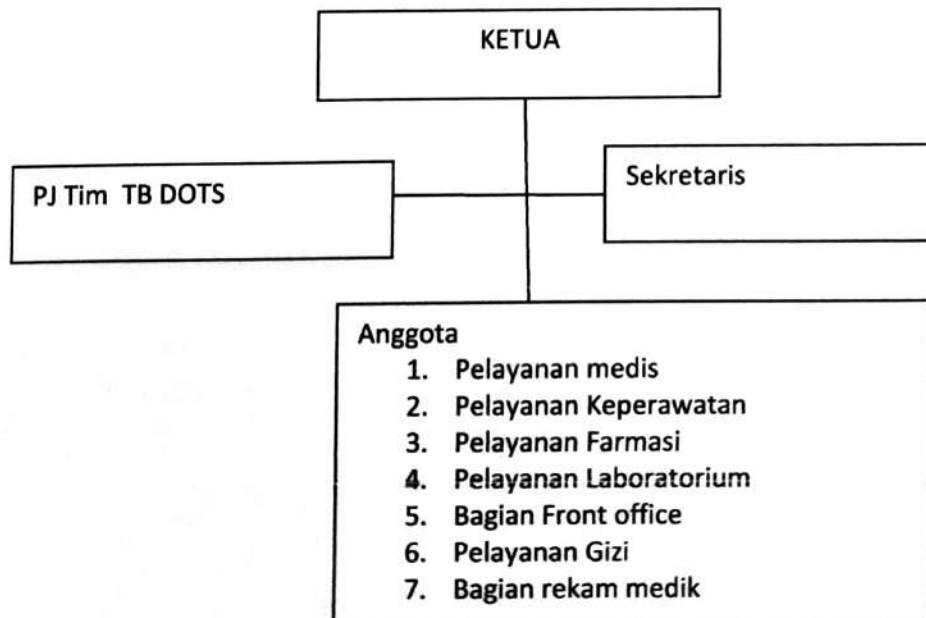 KETUA
PJ Tim TB DOTS
Sekretaris
Anggota
1. Pelayanan medis
2. Pelayanan Keperawatan
3. Pelayanan Farmasi
4. Pelayanan Laboratorium
5. Bagian Front office
6. Pelayanan Gizi
7. Bagian rekam medik